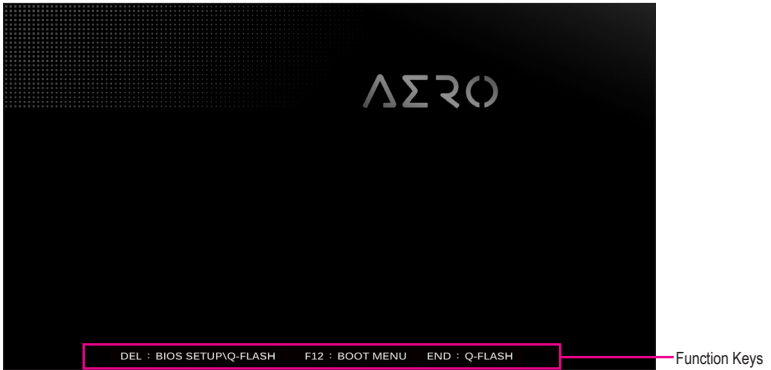 AERO
DEL : BIOS SETUP\Q-FLASH F12 : BOOT MENU END : Q-FLASH
Function Keys